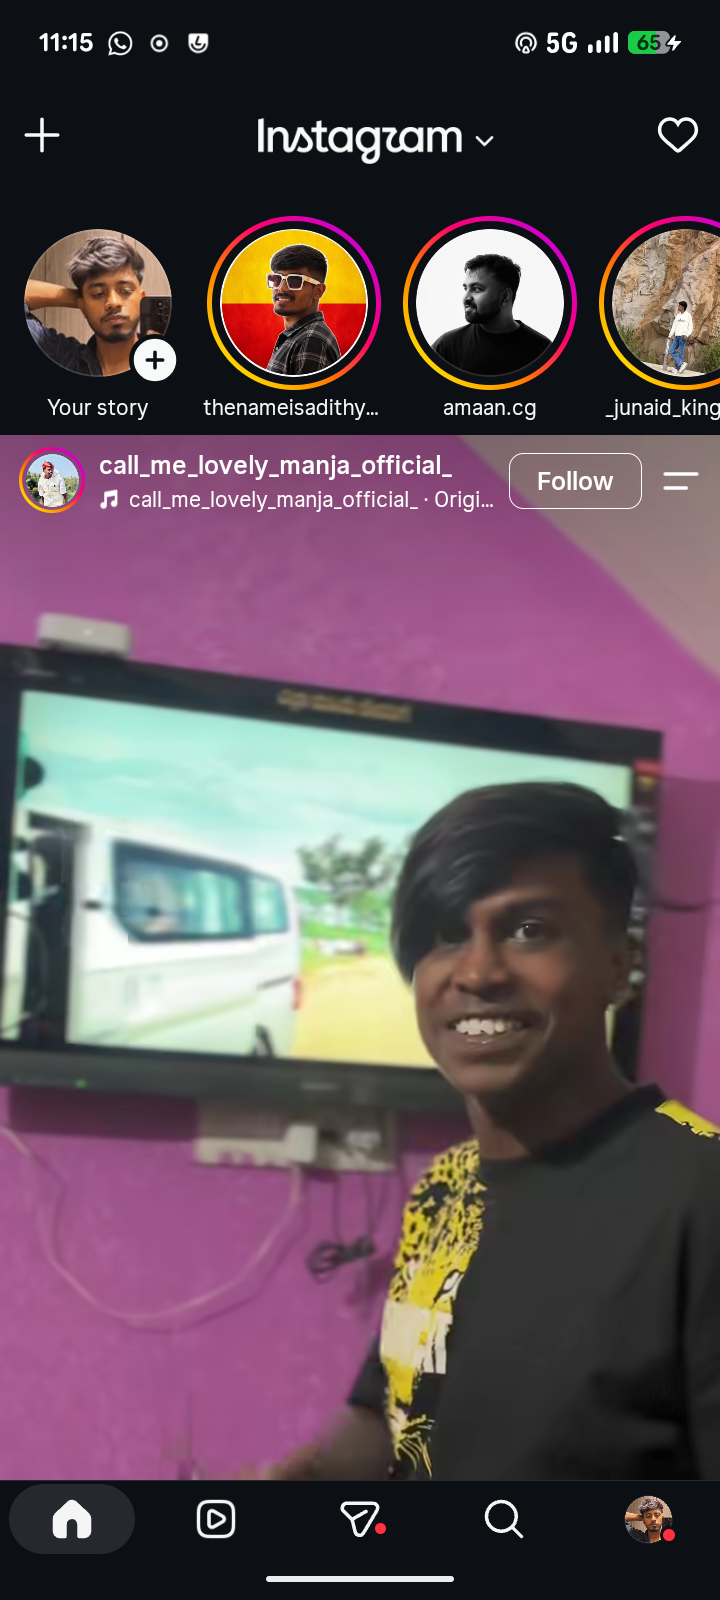 11:15
5G
65
Instagram
Your story
thenameisadithy...
amaan.cg
_junaid_king
call_me_lovely_manja_official_
call_me_lovely_manja_official_ · Origi...
Follow